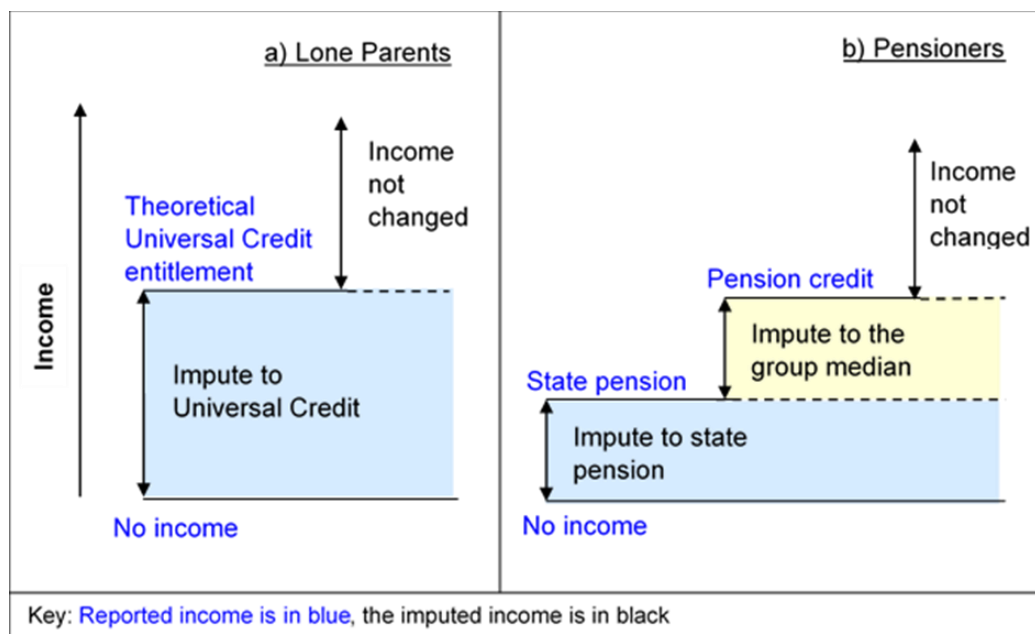 a) Lone Parents
Income
Income
not
changed
Theoretical
Universal Credit
entitlement
Impute to
Universal Credit
No income
b) Pensioners
Income
not
changed
Pension credit
Impute to the
group median
State pension
Impute to state
pension
No income
Key: Reported income is in blue, the imputed income is in black